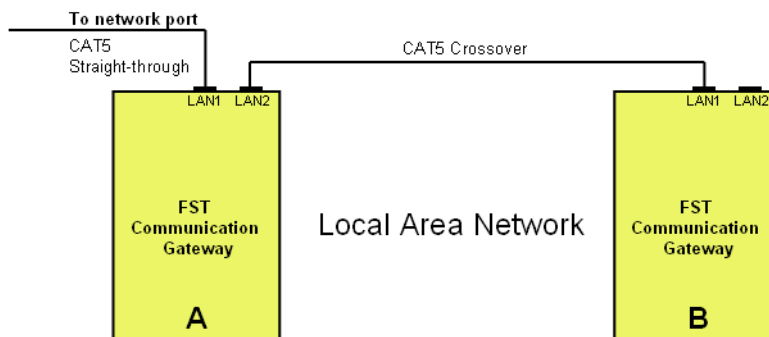 To network port
CAT5
Straight-through
CAT5 Crossover
LAN1 LAN2
LAN1 LAN2
FST
Communication
Gateway
A
Local Area Network
FST
Communication
Gateway
B